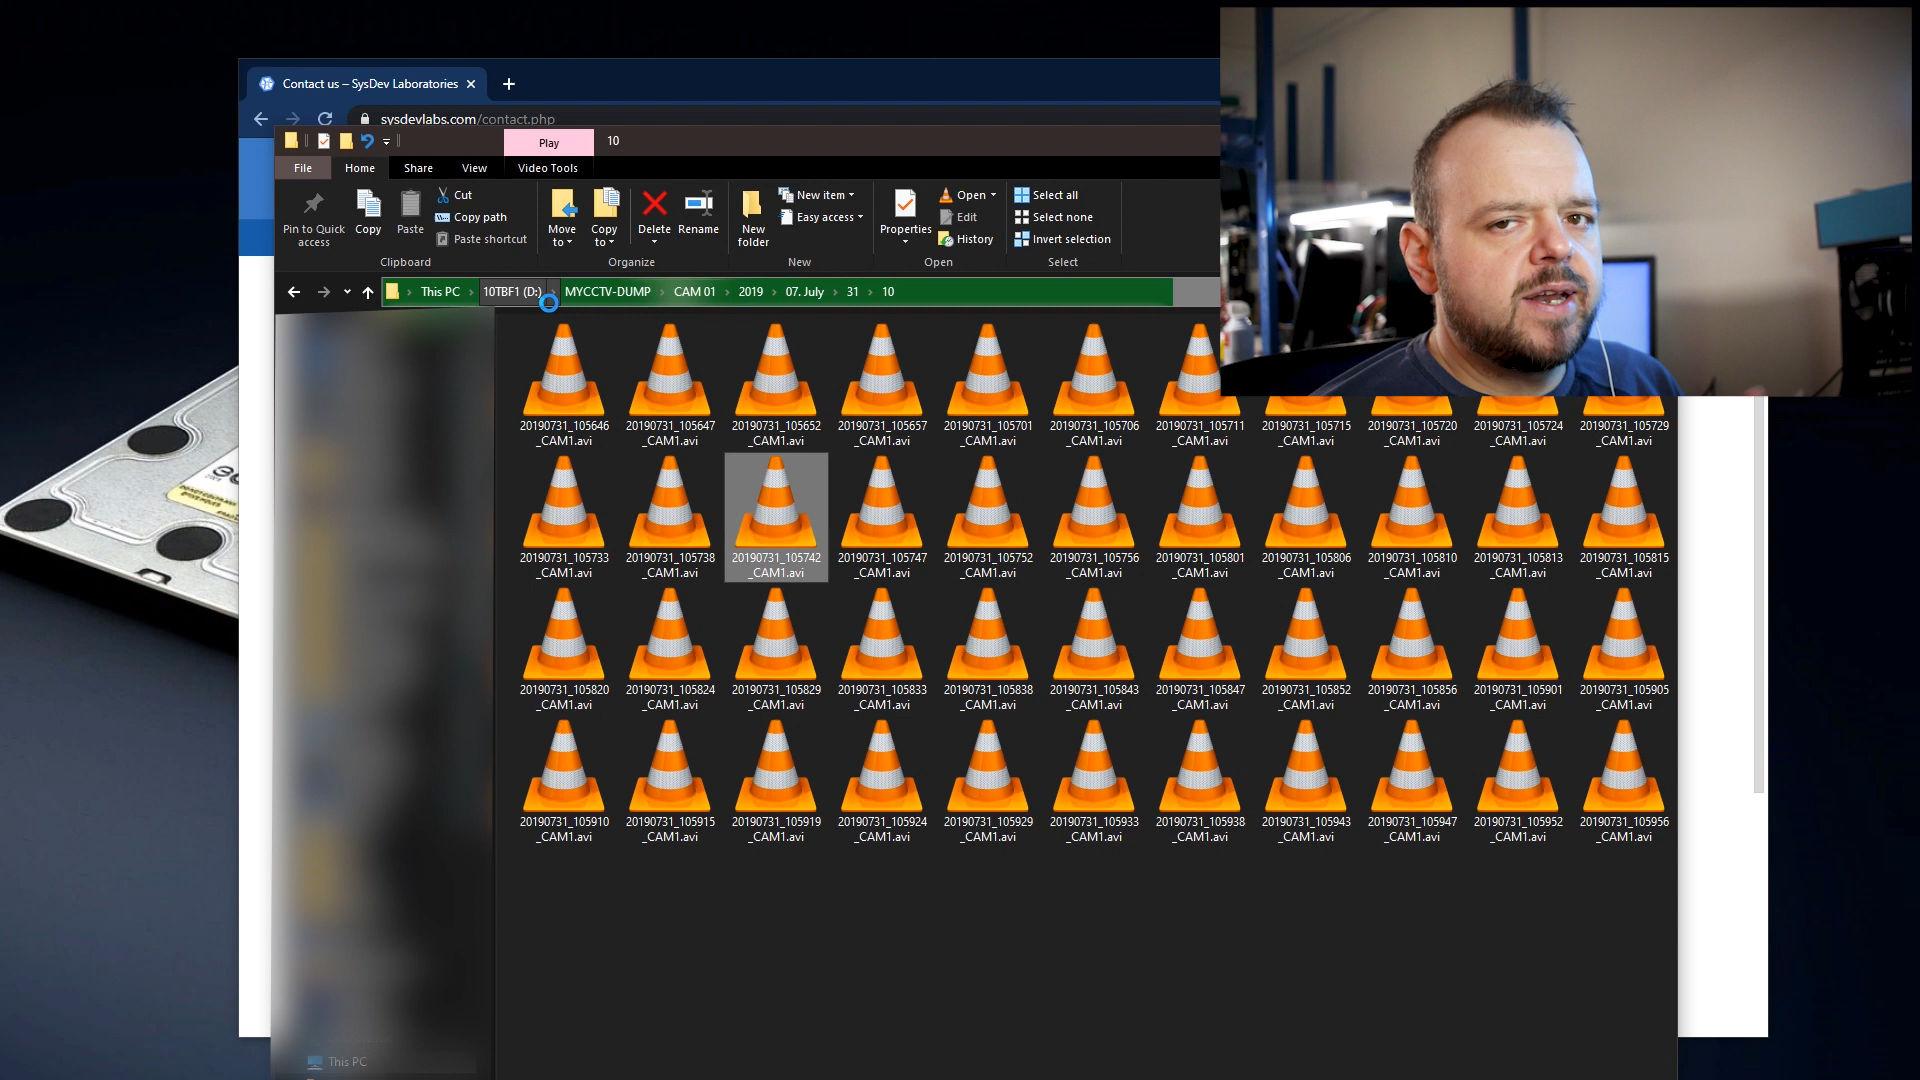 Contact us – SysDev Laboratories
sysdevlabs.com/contact.php
Play
10
File
Home
Share
View
Video Tools
Pin to Quick
access
Copy
Paste
Cut
Copy path
Paste shortcut
Clipboard
Move
to
Copy
to
Delete
Rename
Organize
New
folder
New item
Easy access
New
Properties
Open
Edit
History
Open
Select all
Select none
Invert selection
Select
This PC
10TBF1 (D:)
MYCCTV-DUMP
CAM 01
2019
07. July
31
10
20190731_105646
_CAM1.avi
20190731_105647
_CAM1.avi
20190731_105652
_CAM1.avi
20190731_105657
_CAM1.avi
20190731_105701
_CAM1.avi
20190731_105706
_CAM1.avi
20190731_105711
_CAM1.avi
20190731_105715
_CAM1.avi
20190731_105720
_CAM1.avi
20190731_105724
_CAM1.avi
20190731_105729
_CAM1.avi
20190731_105733
_CAM1.avi
20190731_105738
_CAM1.avi
20190731_105742
_CAM1.avi
20190731_105747
_CAM1.avi
20190731_105752
_CAM1.avi
20190731_105756
_CAM1.avi
20190731_105801
_CAM1.avi
20190731_105806
_CAM1.avi
20190731_105810
_CAM1.avi
20190731_105813
_CAM1.avi
20190731_105815
_CAM1.avi
20190731_105820
_CAM1.avi
20190731_105824
_CAM1.avi
20190731_105829
_CAM1.avi
20190731_105833
_CAM1.avi
20190731_105838
_CAM1.avi
20190731_105843
_CAM1.avi
20190731_105847
_CAM1.avi
20190731_105852
_CAM1.avi
20190731_105856
_CAM1.avi
20190731_105901
_CAM1.avi
20190731_105905
_CAM1.avi
20190731_105910
_CAM1.avi
20190731_105915
_CAM1.avi
20190731_105919
_CAM1.avi
20190731_105924
_CAM1.avi
20190731_105929
_CAM1.avi
20190731_105933
_CAM1.avi
20190731_105938
_CAM1.avi
20190731_105943
_CAM1.avi
20190731_105947
_CAM1.avi
20190731_105952
_CAM1.avi
20190731_105956
_CAM1.avi
This PC